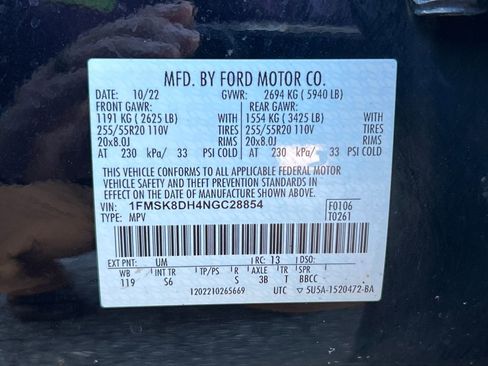 MFD. BY FORD MOTOR CO.
DATE: 10/22 GVWR: 2694 KG ( 5940 LB)
FRONT GAWR: REAR GAWR:
1191 KG ( 2625 LB) WITH 1554 KG ( 3425 LB) WITH
255/55R20 110V TIRES 255/55R20 110V TIRES
20x8.0J RIMS 20x8.0J RIMS
AT 230 kPa/ 33 PSI COLD AT 230 kPa/ 33 PSI COLD
THIS VEHICLE CONFORMS TO ALL APPLICABLE FEDERAL MOTOR
VEHICLE SAFETY AND THEFT PREVENTION STANDARDS IN
EFFECT ON THE DATE OF MANUFACTURE SHOWN ABOVE.
VIN: 1FMSK8DH4NGC28854 F0106
TYPE: MPV T0261
EXT PNT: UM RC: 13 DSO:
WB INT TR TP/PS R AXLE TR SPR
119 S6 S 3B T BBCC
1202210265669 UTC ▽ 5U5A-1520472-BA